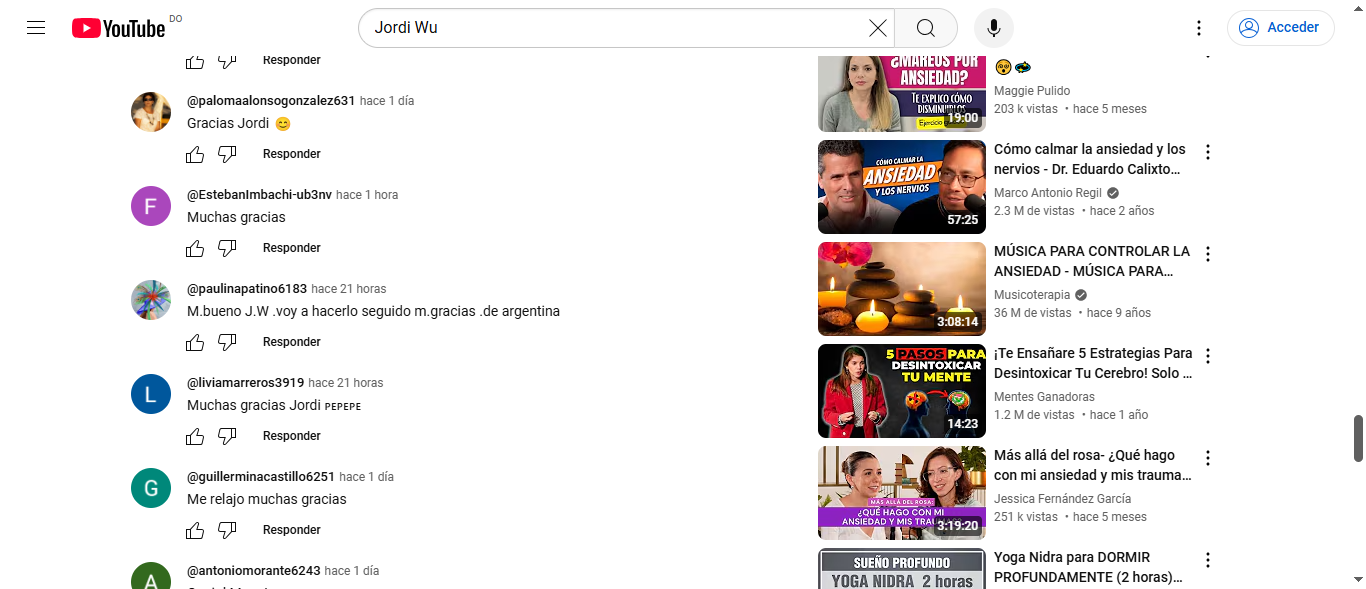 YouTube DO
Jordi Wu
Acceder
Responder
@palomaalonsogonzalez631 hace 1 día
Gracias Jordi
Responder
F
@EstebanImbachi-ub3nv hace 1 hora
Muchas gracias
Responder
@paulinapatino6183 hace 21 horas
M.bueno J.W .voy a hacerlo seguido m.gracias .de argentina
Responder
L
@liviamarreros3919 hace 21 horas
Muchas gracias Jordi ᴘᴇᴘᴇᴘᴇ
Responder
G
@guillerminacastillo6251 hace 1 día
Me relajo muchas gracias
Responder
A
@antoniomorante6243 hace 1 día
¿MAREOS POR
ANSIEDAD?
TE EXPLICO CÓMO
DISMINUIRLOS
Ejercicio
19:00
Maggie Pulido
203 k vistas • hace 5 meses
CÓMO CALMAR LA
ANSIEDAD
Y LOS NERVIOS
57:25
Cómo calmar la ansiedad y los
nervios - Dr. Eduardo Calixto...
Marco Antonio Regil
2.3 M de vistas • hace 2 años
3:08:14
MÚSICA PARA CONTROLAR LA
ANSIEDAD - MÚSICA PARA...
Musicoterapia
36 M de vistas • hace 9 años
5 PASOS PARA
DESINTOXICAR
TU MENTE
14:23
¡Te Ensañare 5 Estrategias Para
Desintoxicar Tu Cerebro! Solo ...
Mentes Ganadoras
1.2 M de vistas • hace 1 año
MÁS ALLÁ DEL ROSA:
¿QUÉ HAGO CON MI
ANSIEDAD Y MIS
3:19:20
Más allá del rosa- ¿Qué hago
con mi ansiedad y mis trauma...
Jessica Fernández García
251 k vistas • hace 5 meses
SUEÑO PROFUNDO
YOGA NIDRA 2 horas
Yoga Nidra para DORMIR
PROFUNDAMENTE (2 horas)...